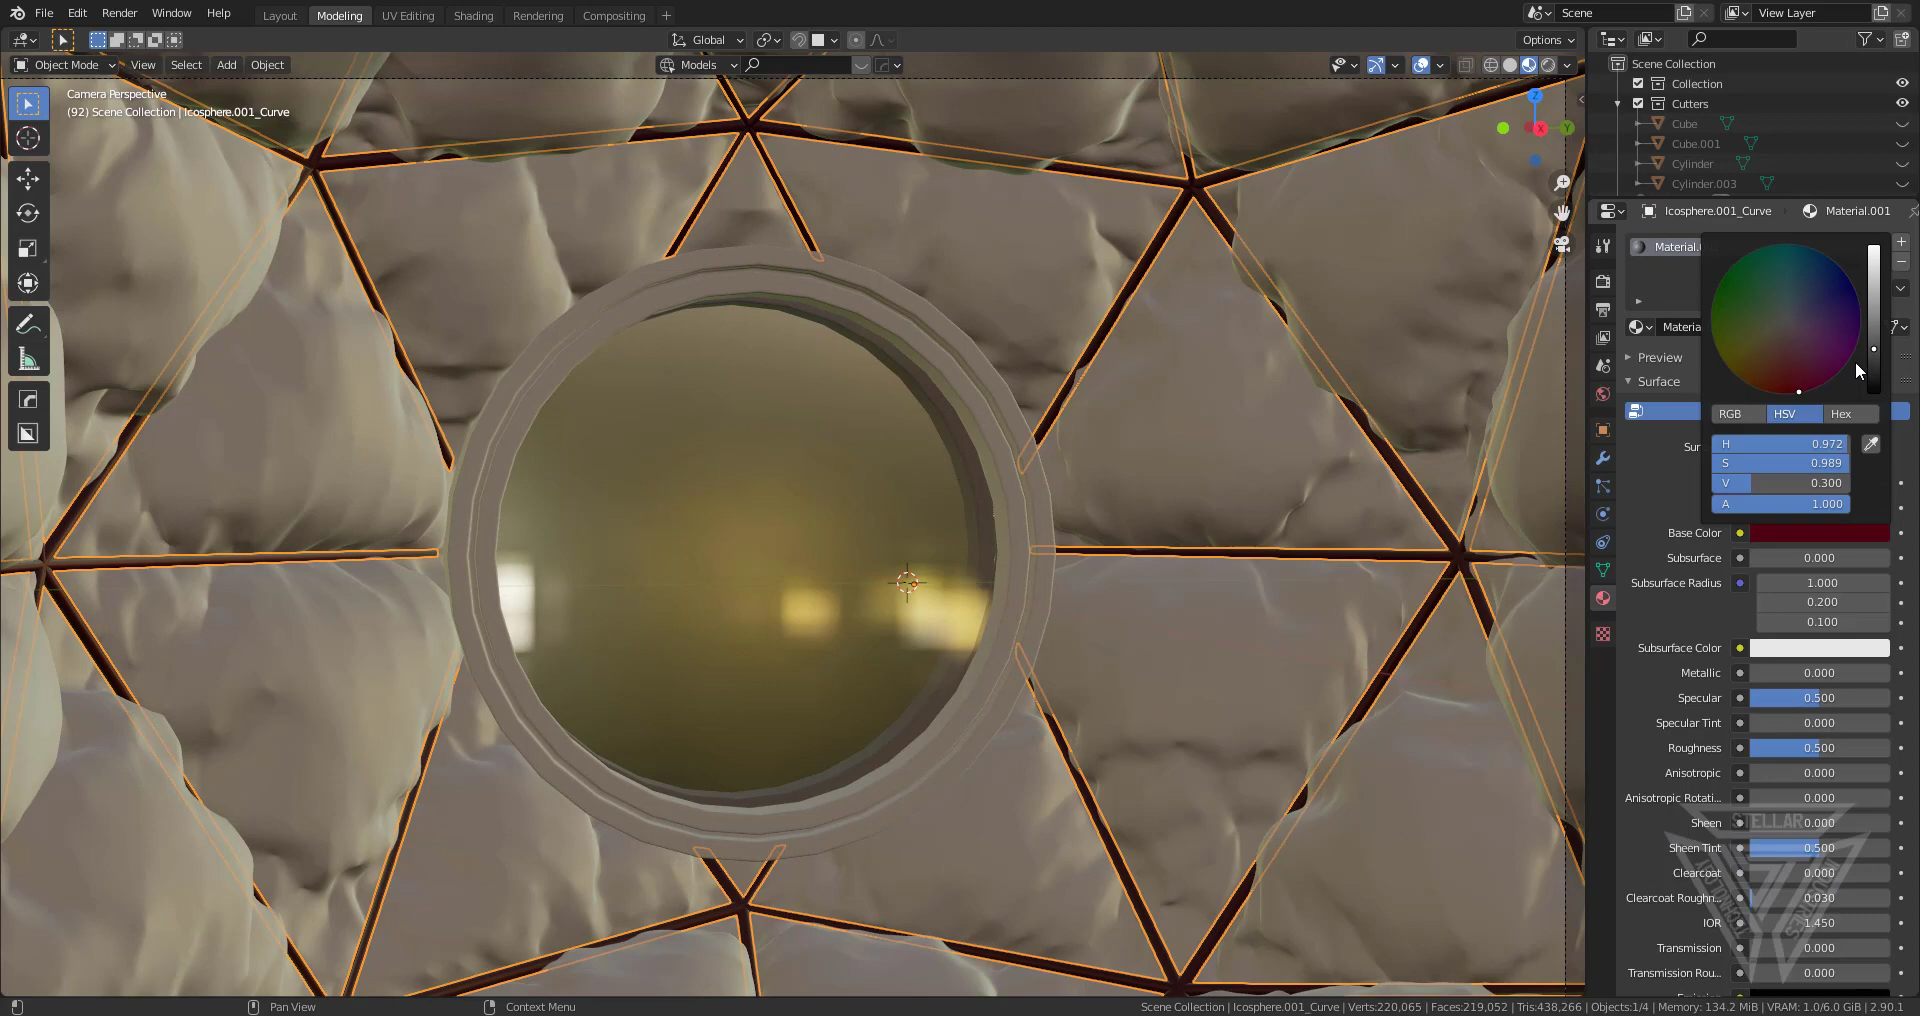 File Edit Render Window Help Layout Modeling UV Editing Shading Rendering Compositing + Scene View Layer
Global Options
Object Mode View Select Add Object Models
Camera Perspective
(92) Scene Collection | Icosphere.001_Curve
Z
X
Y
Scene Collection
Collection
Cutters
Cube
Cube.001
Cylinder
Cylinder.003
Icosphere.001_Curve Material.001
Material.
Materia
Preview
Surface
RGB HSV Hex
H 0.972
Sur
S 0.989
V 0.300
A 1.000
Base Color
Subsurface 0.000
Subsurface Radius 1.000
0.200
0.100
Subsurface Color
Metallic 0.000
Specular 0.500
Specular Tint 0.000
Roughness 0.500
Anisotropic 0.000
Anisotropic Rotati... 0.000
Sheen 0.000
STELLAR
Sheen Tint 0.500
Clearcoat 0.000
Clearcoat Roughn... 0.030
IOR 1.450
Transmission 0.000
Transmission Rou... 0.000
Pan View Context Menu Scene Collection | Icosphere.001_Curve | Verts:220,065 | Faces:219,052 | Tris:438,266 | Objects:1/4 | Memory: 134.2 MiB | VRAM: 1.0/6.0 GiB | 2.90.1